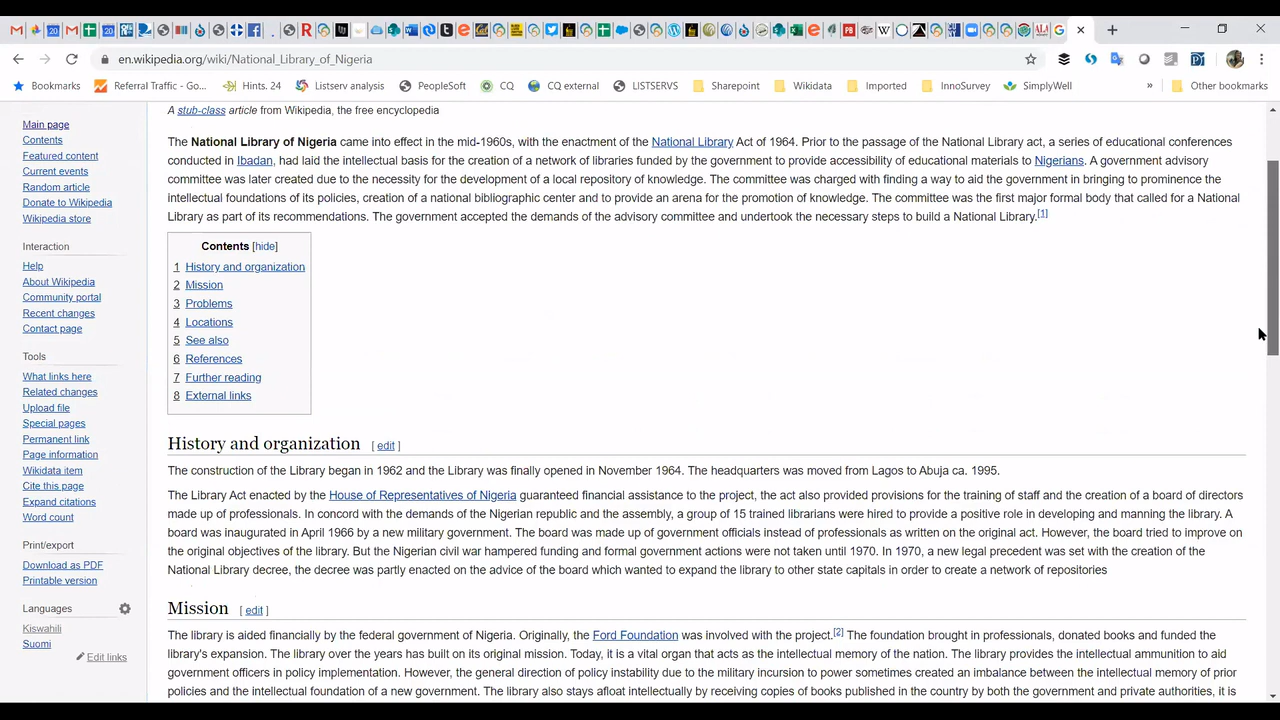 en.wikipedia.org/wiki/National_Library_of_Nigeria
Bookmarks Referral Traffic - Go... Hints. 24 Listserv analysis PeopleSoft CQ CQ external LISTSERVS Sharepoint Wikidata Imported InnoSurvey SimplyWell » Other bookmarks
A stub-class article from Wikipedia, the free encyclopedia
Main page
Contents
Featured content
Current events
Random article
Donate to Wikipedia
Wikipedia store
Interaction
Help
About Wikipedia
Community portal
Recent changes
Contact page
Tools
What links here
Related changes
Upload file
Special pages
Permanent link
Page information
Wikidata item
Cite this page
Expand citations
Word count
Print/export
Download as PDF
Printable version
Languages
Kiswahili
Suomi
Edit links
The National Library of Nigeria came into effect in the mid-1960s, with the enactment of the National Library Act of 1964. Prior to the passage of the National Library act, a series of educational conferences
conducted in Ibadan, had laid the intellectual basis for the creation of a network of libraries funded by the government to provide accessibility of educational materials to Nigerians. A government advisory
committee was later created due to the necessity for the development of a local repository of knowledge. The committee was charged with finding a way to aid the government in bringing to prominence the
intellectual foundations of its policies, creation of a national bibliographic center and to provide an arena for the promotion of knowledge. The committee was the first major formal body that called for a National
Library as part of its recommendations. The government accepted the demands of the advisory committee and undertook the necessary steps to build a National Library.[1]
Contents [hide]
1 History and organization
2 Mission
3 Problems
4 Locations
5 See also
6 References
7 Further reading
8 External links
History and organization [ edit ]
The construction of the Library began in 1962 and the Library was finally opened in November 1964. The headquarters was moved from Lagos to Abuja ca. 1995.
The Library Act enacted by the House of Representatives of Nigeria guaranteed financial assistance to the project, the act also provided provisions for the training of staff and the creation of a board of directors
made up of professionals. In concord with the demands of the Nigerian republic and the assembly, a group of 15 trained librarians were hired to provide a positive role in developing and manning the library. A
board was inaugurated in April 1966 by a new military government. The board was made up of government officials instead of professionals as written on the original act. However, the board tried to improve on
the original objectives of the library. But the Nigerian civil war hampered funding and formal government actions were not taken until 1970. In 1970, a new legal precedent was set with the creation of the
National Library decree, the decree was partly enacted on the advice of the board which wanted to expand the library to other state capitals in order to create a network of repositories
Mission [ edit ]
The library is aided financially by the federal government of Nigeria. Originally, the Ford Foundation was involved with the project.[2] The foundation brought in professionals, donated books and funded the
library's expansion. The library over the years has built on its original mission. Today, it is a vital organ that acts as the intellectual memory of the nation. The library provides the intellectual ammunition to aid
government officers in policy implementation. However, the general direction of policy instability due to the military incursion to power sometimes created an imbalance between the intellectual memory of prior
policies and the intellectual foundation of a new government. The library also stays afloat intellectually by receiving copies of books published in the country by both the government and private authorities, it is